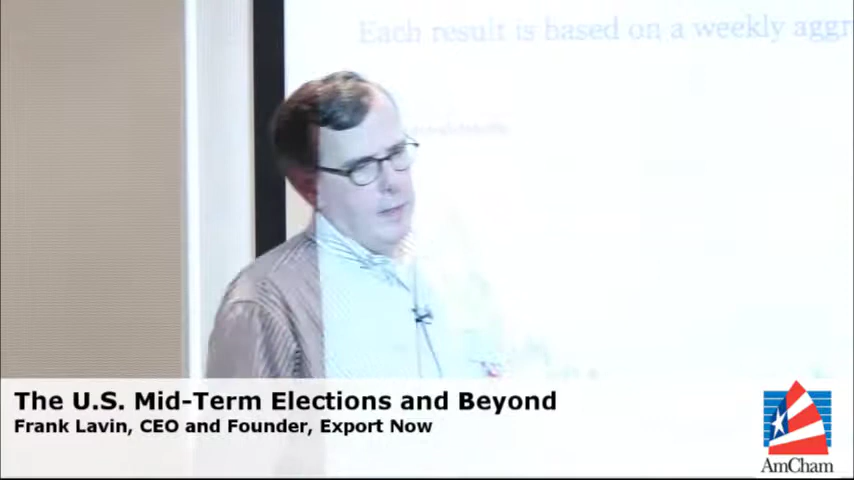 Each result is based on a weekly aggr
The U.S. Mid-Term Elections and Beyond
Frank Lavin, CEO and Founder, Export Now
AmCham